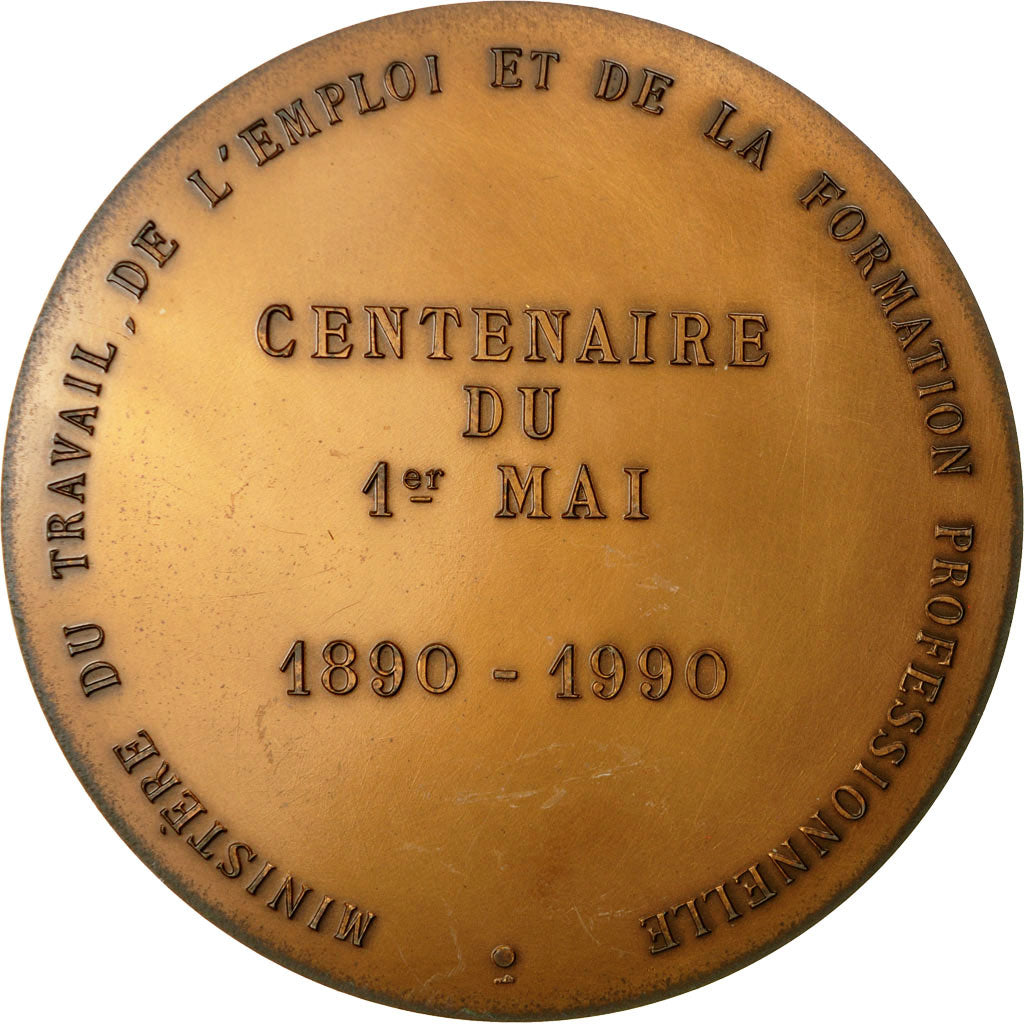 MINISTÈRE DU TRAVAIL, DE L'EMPLOI ET DE LA FORMATION PROFESSIONNELLE
CENTENAIRE
DU
1er MAI
1890 - 1990